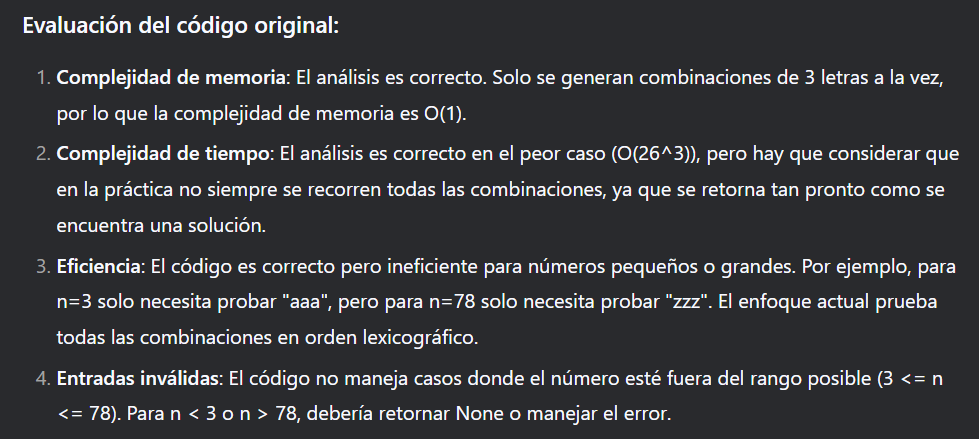 Evaluación del código original:
1. Complejidad de memoria: El análisis es correcto. Solo se generan combinaciones de 3 letras a la vez,
por lo que la complejidad de memoria es O(1).
2. Complejidad de tiempo: El análisis es correcto en el peor caso (O(26^3)), pero hay que considerar que
en la práctica no siempre se recorren todas las combinaciones, ya que se retorna tan pronto como se
encuentra una solución.
3. Eficiencia: El código es correcto pero ineficiente para números pequeños o grandes. Por ejemplo, para
n=3 solo necesita probar "aaa", pero para n=78 solo necesita probar "zzz". El enfoque actual prueba
todas las combinaciones en orden lexicográfico.
4. Entradas inválidas: El código no maneja casos donde el número esté fuera del rango posible (3 <= n
<= 78). Para n < 3 o n > 78, debería retornar None o manejar el error.